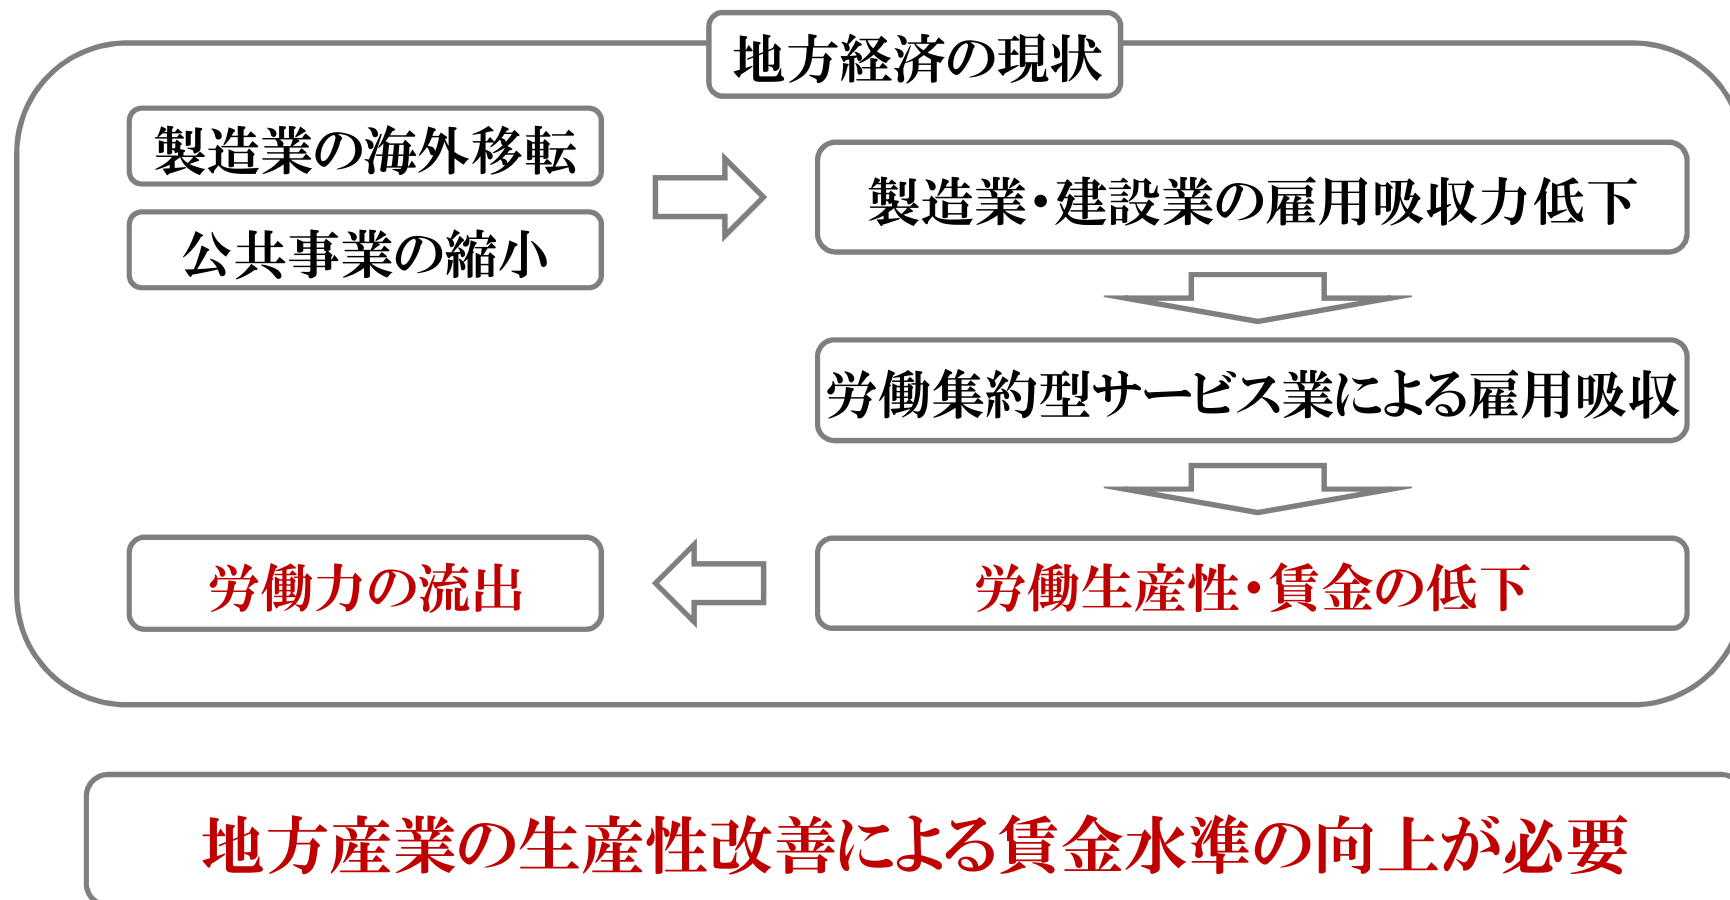 地方経済の現状
製造業の海外移転
公共事業の縮小
製造業・建設業の雇用吸収力低下
労働集約型サービス業による雇用吸収
労働生産性・賃金の低下
労働力の流出
地方産業の生産性改善による賃金水準の向上が必要